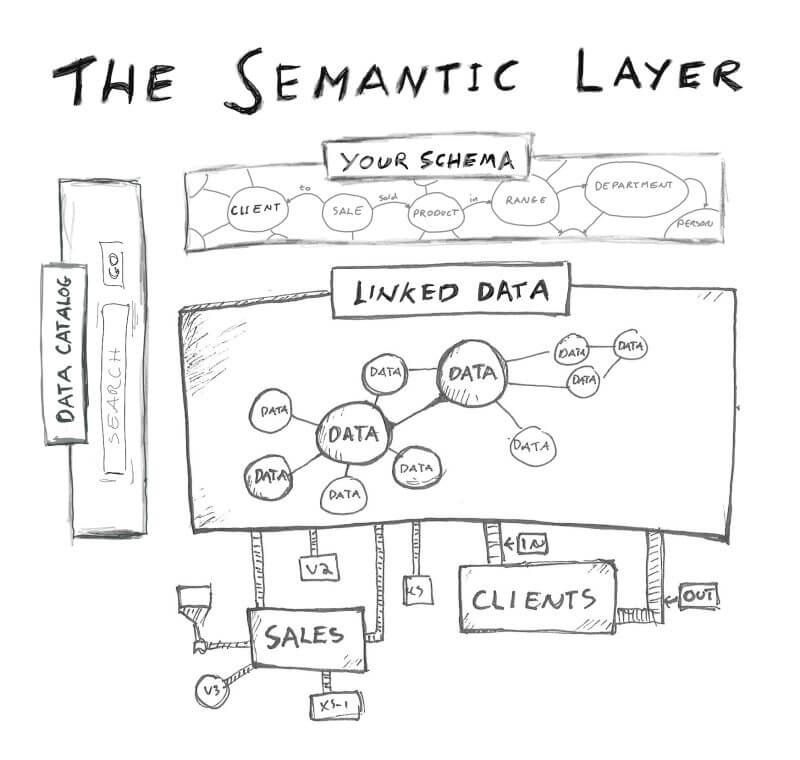 THE SEMANTIC LAYER
YOUR SCHEMA
CLIENT
to
SALE
sold
PRODUCT
in
RANGE
DEPARTMENT
PERSON
DATA CATALOG
SEARCH
GO
LINKED DATA
DATA
DATA
DATA
DATA
DATA
DATA
DATA
DATA
DATA
DATA
DATA
V2
XS
IN
CLIENTS
OUT
SALES
V3
XS-1